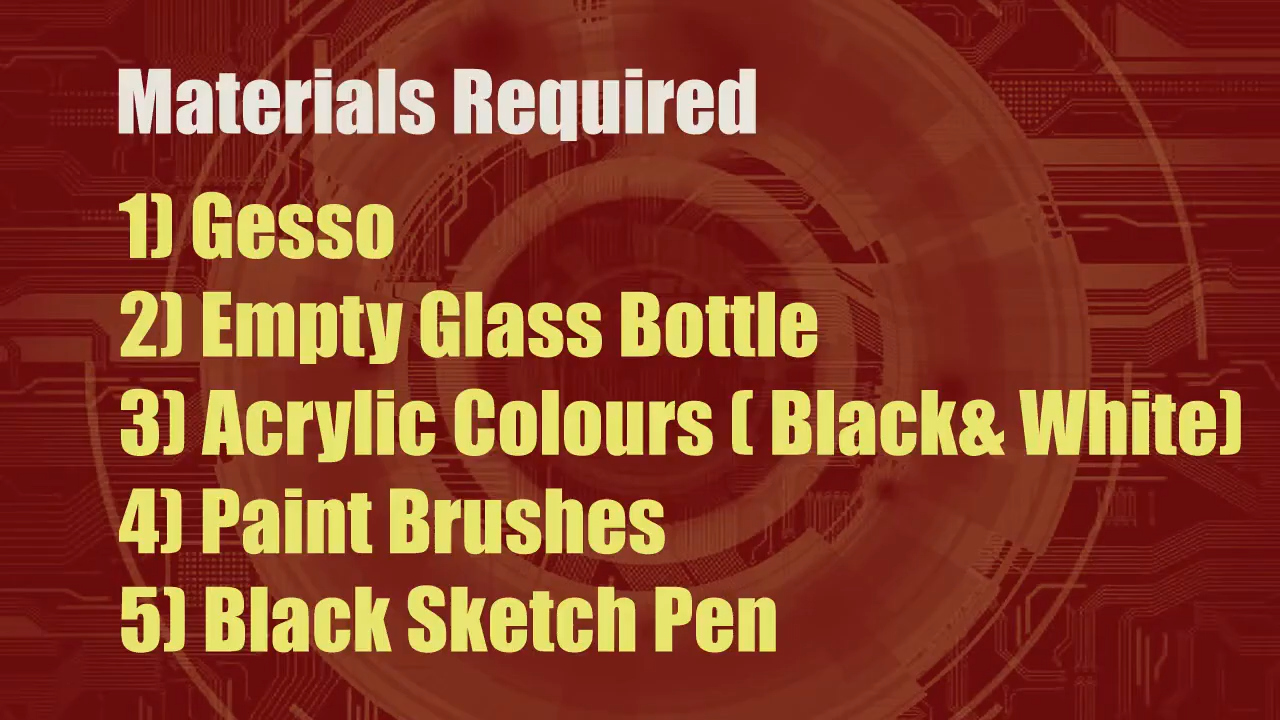 Materials Required
1) Gesso
2) Empty Glass Bottle
3) Acrylic Colours ( Black& White)
4) Paint Brushes
5) Black Sketch Pen